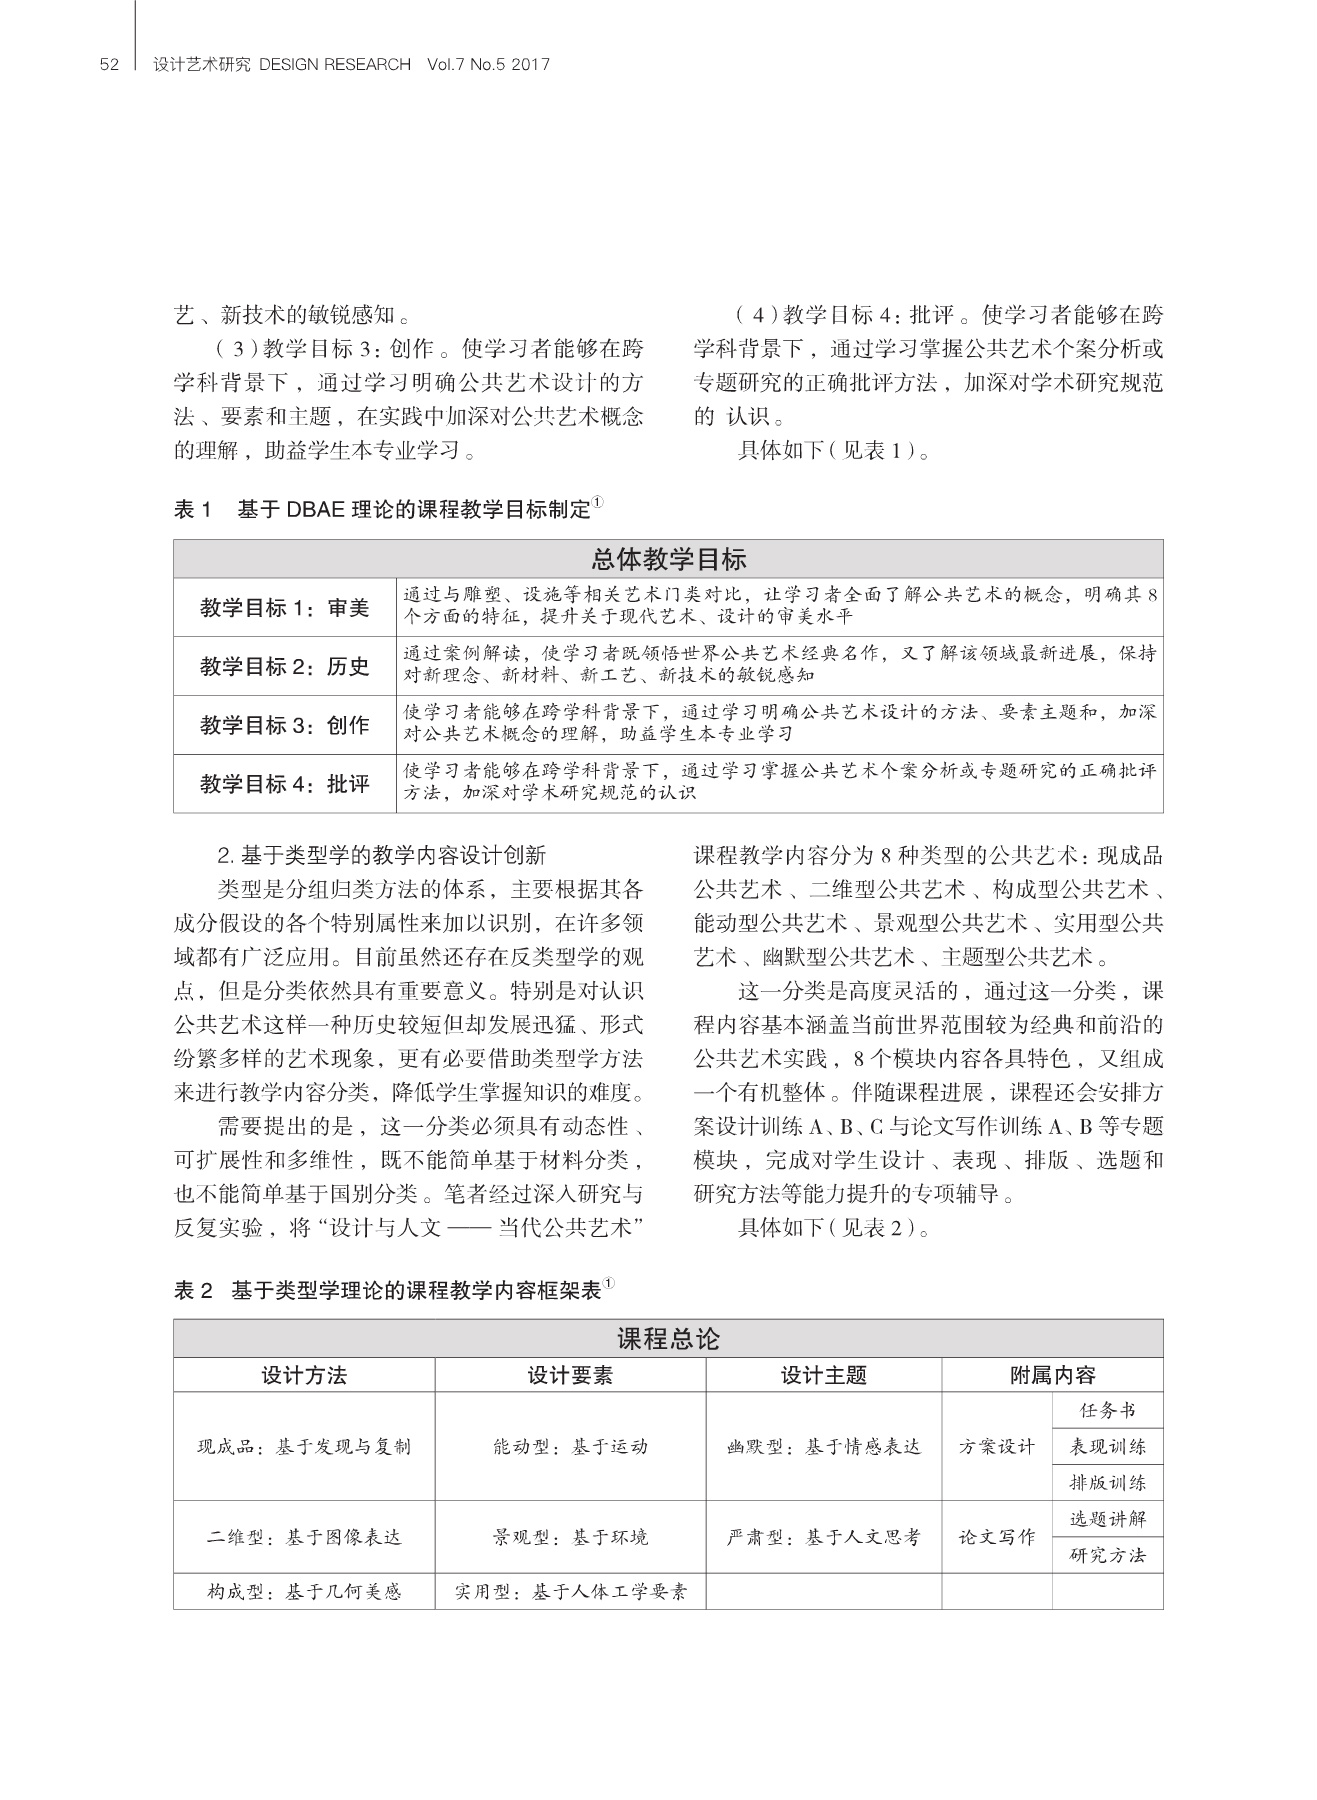 52 设计艺术研究 DESIGN RESEARCH Vol.7 No.5 2017
艺、新技术的敏锐感知。
（3）教学目标 3：创作。使学习者能够在跨
学科背景下，通过学习明确公共艺术设计的方
法、要素和主题，在实践中加深对公共艺术概念
的理解，助益学生本专业学习。
（4）教学目标 4：批评。使学习者能够在跨
学科背景下，通过学习掌握公共艺术个案分析或
专题研究的正确批评方法，加深对学术研究规范
的 认识。
具体如下（见表 1）。
表 1 基于 DBAE 理论的课程教学目标制定①
总体教学目标
教学目标 1：审美
通过与雕塑、设施等相关艺术门类对比，让学习者全面了解公共艺术的概念，明确其 8
个方面的特征，提升关于现代艺术、设计的审美水平
教学目标 2：历史
通过案例解读，使学习者既领悟世界公共艺术经典名作，又了解该领域最新进展，保持
对新理念、新材料、新工艺、新技术的敏锐感知
教学目标 3：创作
使学习者能够在跨学科背景下，通过学习明确公共艺术设计的方法、要素主题和，加深
对公共艺术概念的理解，助益学生本专业学习
教学目标 4：批评
使学习者能够在跨学科背景下，通过学习掌握公共艺术个案分析或专题研究的正确批评
方法，加深对学术研究规范的认识
2. 基于类型学的教学内容设计创新
类型是分组归类方法的体系，主要根据其各
成分假设的各个特别属性来加以识别，在许多领
域都有广泛应用。目前虽然还存在反类型学的观
点，但是分类依然具有重要意义。特别是对认识
公共艺术这样一种历史较短但却发展迅猛、形式
纷繁多样的艺术现象，更有必要借助类型学方法
来进行教学内容分类，降低学生掌握知识的难度。
需要提出的是，这一分类必须具有动态性、
可扩展性和多维性，既不能简单基于材料分类，
也不能简单基于国别分类。笔者经过深入研究与
反复实验，将“设计与人文 —— 当代公共艺术”
课程教学内容分为 8 种类型的公共艺术：现成品
公共艺术、二维型公共艺术、构成型公共艺术、
能动型公共艺术、景观型公共艺术、实用型公共
艺术、幽默型公共艺术、主题型公共艺术。
这一分类是高度灵活的，通过这一分类，课
程内容基本涵盖当前世界范围较为经典和前沿的
公共艺术实践，8 个模块内容各具特色，又组成
一个有机整体。伴随课程进展，课程还会安排方
案设计训练 A、B、C 与论文写作训练 A、B 等专题
模块，完成对学生设计、表现、排版、选题和
研究方法等能力提升的专项辅导。
具体如下（见表 2）。
表 2 基于类型学理论的课程教学内容框架表①
课程总论
设计方法 设计要素 设计主题 附属内容
现成品：基于发现与复制 能动型：基于运动 幽默型：基于情感表达 方案设计
任务书
表现训练
排版训练
二维型：基于图像表达 景观型：基于环境 严肃型：基于人文思考 论文写作
选题讲解
研究方法
构成型：基于几何美感 实用型：基于人体工学要素